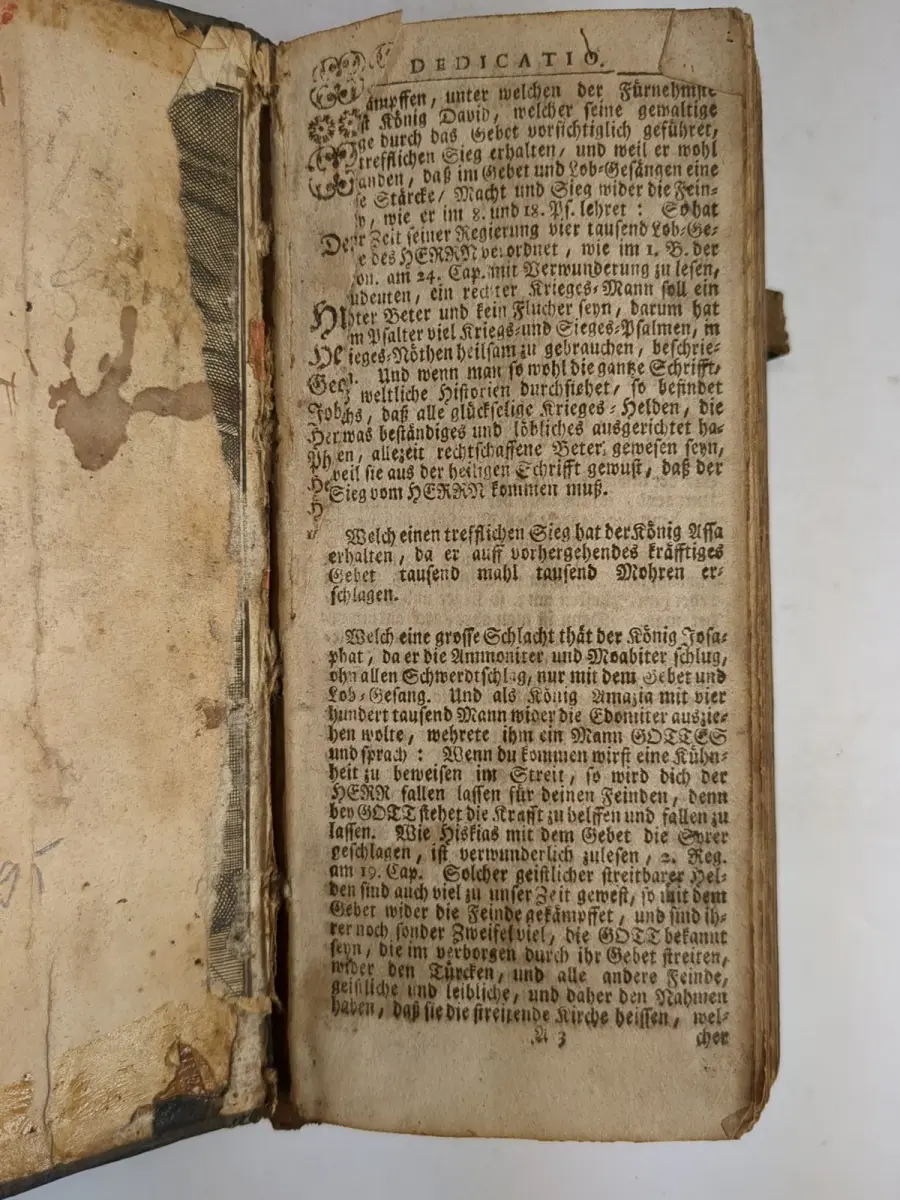 DEDICATIO.
ämpffen, unter welchen der Fürnehmste
König David, welcher seine gewaltige
ge durch das Gebet vorsichtiglich geführet,
trefflichen Sieg erhalten, und weil er wohl
anden, daß im Gebet und Lob-Gesängen eine
se Stärcke/ Macht und Sieg wider die Fein-
wie er im 8. und 18. Ps. lehret: So hat
Zeit seiner Regierung vier tausend Lob-Ge-
e des HERRN verordnet, wie im 1. B. der
on. am 24. Cap. mit Verwunderung zu lesen,
udeuten, ein rechter Krieges-Mann soll ein
ter Beter und kein Flucher seyn, darum hat
m Psalter viel Kriegs-und Sieges-Psalmen, in
ieges-Nöthen heilsam zu gebrauchen, beschrie-
Und wenn man so wohl die gantze Schrifft,
weltliche Historien durchsiehet/ so befindet
chs, daß alle glückselige Krieges-Helden, die
was beständiges und löbliches ausgerichtet ha-
en, allezeit rechtschaffene Beter gewesen seyn,
veil sie aus der heiligen Schrifft gewust, daß der
Sieg vom HERRN kommen muß.
Welch einen trefflichen Sieg hat der König Assa
erhalten, da er auff vorhergehendes kräfftiges
Gebet tausend mahl tausend Mohren er-
schlagen.
Welch eine grosse Schlacht thät der König Josa-
phat, da er die Ammoniter und Moabiter schlug,
ohn allen Schwerdtschlag, nur mit dem Gebet und
Lob-Gesang. Und als König Amazia mit vier
hundert tausend Mann wider die Edomiter auszie-
hen wolte, wehrete ihm ein Mann GOTTES
und sprach: Wenn du kommen wirst eine Kühn-
heit zu beweisen im Streit, so wird dich der
HERR fallen lassen für deinen Feinden, denn
bey GOTT stehet die Krafft zu helffen und fallen zu
lassen. Wie Hiskias mit dem Gebet die Syrer
geschlagen, ist verwunderlich zulesen, 2. Reg.
am 19. Cap. Solcher geistlicher streitbarer Hel-
den sind auch viel zu unser Zeit gewest, so mit dem
Gebet wider die Feinde gekämpffet, und sind ih-
rer noch sonder Zweifel viel, die GOTT bekannt
seyn, die im verborgen durch ihr Gebet streiten,
wider den Türcken, und alle andere Feinde,
geistliche und leibliche, und daher den Nahmen
haben, daß sie die streitende Kirche heissen, wel-
A 3 cher